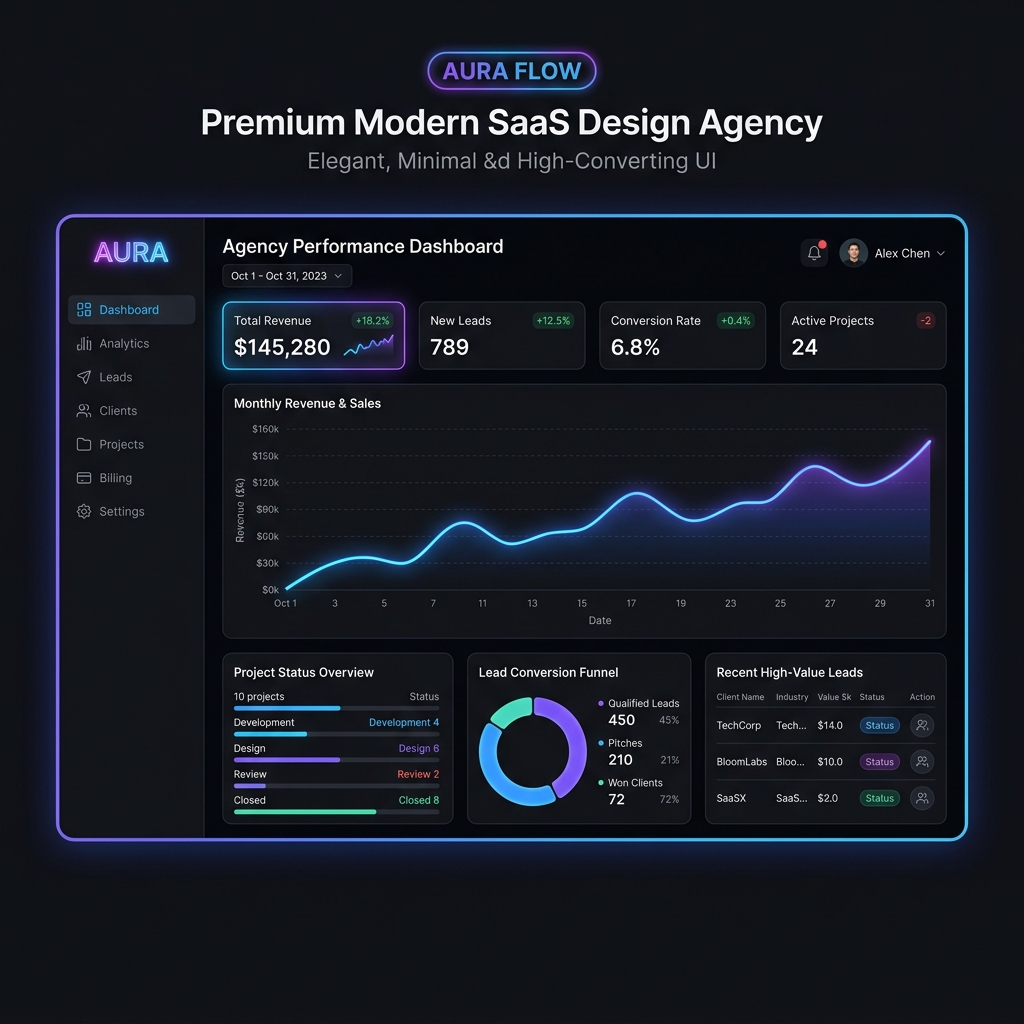 AURA FLOW
Premium Modern SaaS Design Agency
Elegant, Minimal &d High-Converting UI
AURA
Dashboard
Analytics
Leads
Clients
Projects
Billing
Settings
Agency Performance Dashboard
Oct 1 - Oct 31, 2023
Alex Chen
Total Revenue +18.2%
$145,280
New Leads +12.5%
789
Conversion Rate +0.4%
6.8%
Active Projects -2
24
Monthly Revenue & Sales
Revenue
$160k
$150k
$120k
$90k
$60k
$30k
$0k
Oct 1 3 5 7 11 13 15 17 19 23 25 27 29 31
Date
Project Status Overview
10 projects Status
Development Development 4
Design Design 6
Review Review 2
Closed Closed 8
Lead Conversion Funnel
Qualified Leads
450 45%
Pitches
210 21%
Won Clients
72 72%
Recent High-Value Leads
Client Name Industry Value Sk Status Action
TechCorp Tech... $14.0 Status
BloomLabs Bloo... $10.0 Status
SaaSX SaaS... $2.0 Status